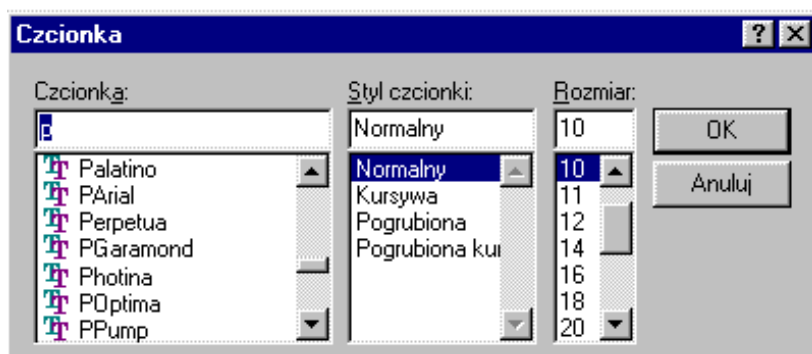 Czcionka
Czcionka:
p
Palatino
PArial
Perpetua
PGaramond
Photina
POptima
PPump
Styl czcionki:
Normalny
Normalny
Kursywa
Pogrubiona
Pogrubiona kur
Rozmiar:
10
10
11
12
14
16
18
20
OK
Anuluj